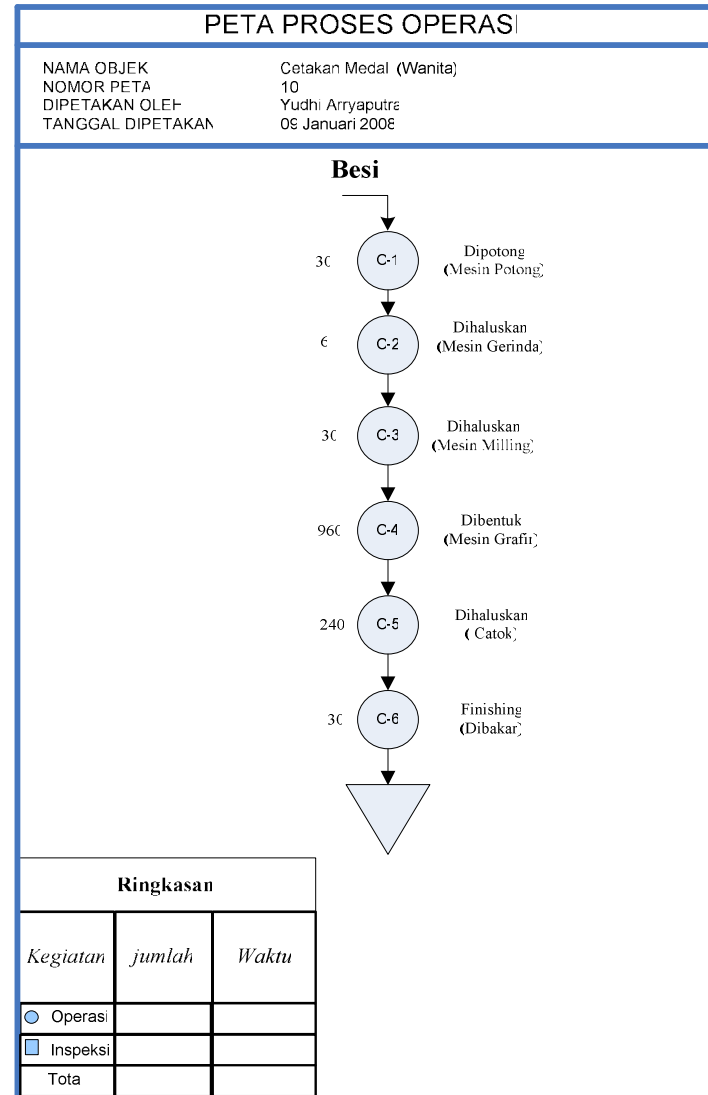 PETA PROSES OPERASI
NAMA OBJEK Cetakan Medal (Wanita)
NOMOR PETA 10
DIPETAKAN OLEH Yudhi Arryaputra
TANGGAL DIPETAKAN 09 Januari 2008
Besi
30 C-1 Dipotong
(Mesin Potong)
6 C-2 Dihaluskan
(Mesin Gerinda)
30 C-3 Dihaluskan
(Mesin Milling)
960 C-4 Dibentuk
(Mesin Grafir)
240 C-5 Dihaluskan
( Catok)
30 C-6 Finishing
(Dibakar)
Ringkasan
Kegiatan jumlah Waktu
Operasi
Inspeksi
Tota